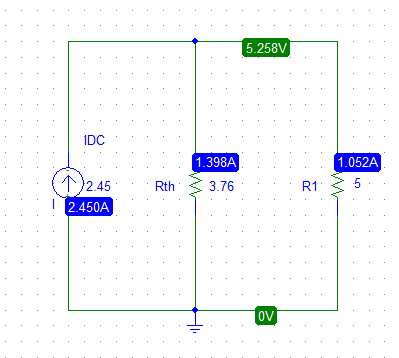 5.258V
IDC
1.398A
1.052A
2.45
Rth
3.76
R1
5
I
2.450A
0V